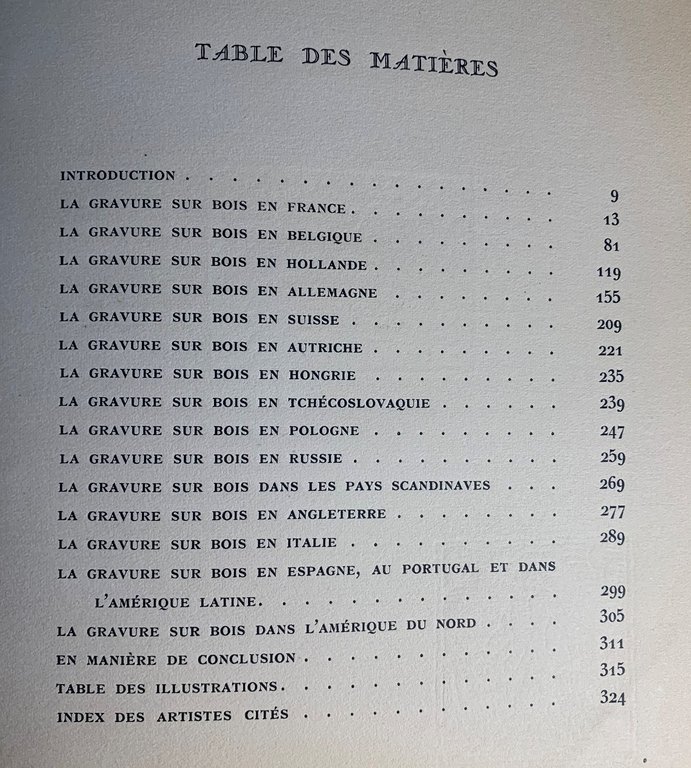 TABLE DES MATIÈRES
INTRODUCTION . . . . . . . . . . . . . . . . 9
LA GRAVURE SUR BOIS EN FRANCE . . . . . . . . . 13
LA GRAVURE SUR BOIS EN BELGIQUE . . . . . . . . 81
LA GRAVURE SUR BOIS EN HOLLANDE . . . . . . . . 119
LA GRAVURE SUR BOIS EN ALLEMAGNE . . . . . . . 155
LA GRAVURE SUR BOIS EN SUISSE . . . . . . . . . 209
LA GRAVURE SUR BOIS EN AUTRICHE . . . . . . . . 221
LA GRAVURE SUR BOIS EN HONGRIE . . . . . . . . 235
LA GRAVURE SUR BOIS EN TCHÉCOSLOVAQUIE . . . . . 239
LA GRAVURE SUR BOIS EN POLOGNE . . . . . . . . 247
LA GRAVURE SUR BOIS EN RUSSIE . . . . . . . . . 259
LA GRAVURE SUR BOIS DANS LES PAYS SCANDINAVES . . . 269
LA GRAVURE SUR BOIS EN ANGLETERRE . . . . . . . 277
LA GRAVURE SUR BOIS EN ITALIE . . . . . . . . . 289
LA GRAVURE SUR BOIS EN ESPAGNE, AU PORTUGAL ET DANS
L'AMÉRIQUE LATINE . . . . . . . . . . . . . 299
LA GRAVURE SUR BOIS DANS L'AMÉRIQUE DU NORD . . . . 305
EN MANIÈRE DE CONCLUSION . . . . . . . . . . . 311
TABLE DES ILLUSTRATIONS . . . . . . . . . . . . 315
INDEX DES ARTISTES CITÉS . . . . . . . . . . . 324